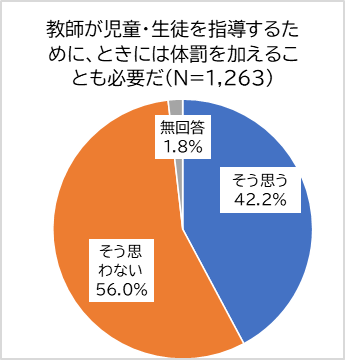 教師が児童・生徒を指導するた
めに、ときには体罰を加えるこ
とも必要だ(N=1,263)
無回答
1.8%
そう思う
42.2%
そう思
わない
56.0%